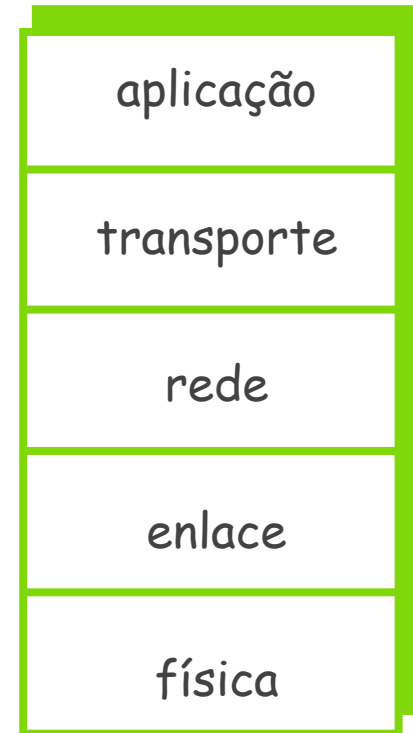 aplicação
transporte
rede
enlace
física